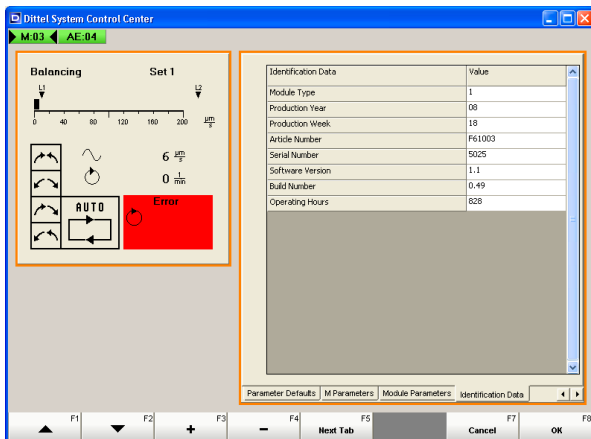 Dittel System Control Center
M:03 AE:04
Balancing Set 1
L1 L2
0 40 80 120 160 200 µm/s
6 µm/s
0 1/min
AUTO
Error
Identification Data Value
Module Type 1
Production Year 08
Production Week 18
Article Number F61003
Serial Number 5025
Software Version 1.1
Build Number 0.49
Operating Hours 828
Parameter Defaults M Parameters Module Parameters Identification Data
F1 F2 F3 F4 F5 F7 F8
+ - Next Tab Cancel OK